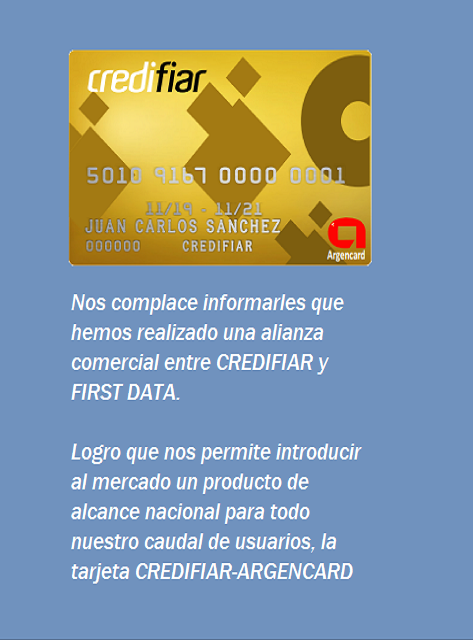 credifiar
5010 9167 0000 0001
11/19 - 11/21
JUAN CARLOS SANCHEZ
000000 CREDIFIAR
Argencard
Nos complace informarles que
hemos realizado una alianza
comercial entre CREDIFIAR y
FIRST DATA.
Logro que nos permite introducir
al mercado un producto de
alcance nacional para todo
nuestro caudal de usuarios, la
tarjeta CREDIFIAR-ARGENCARD